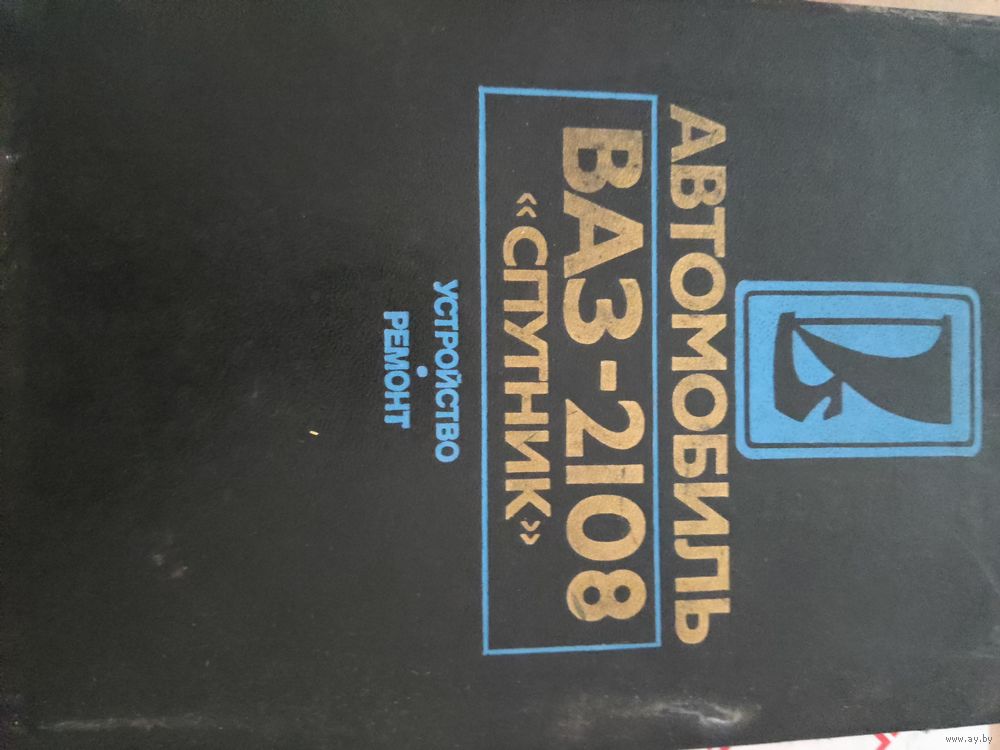 АВТОМОБИЛЬ
ВАЗ-2108
«СПУТНИК»
УСТРОЙСТВО
•
РЕМОНТ
www.ay.by